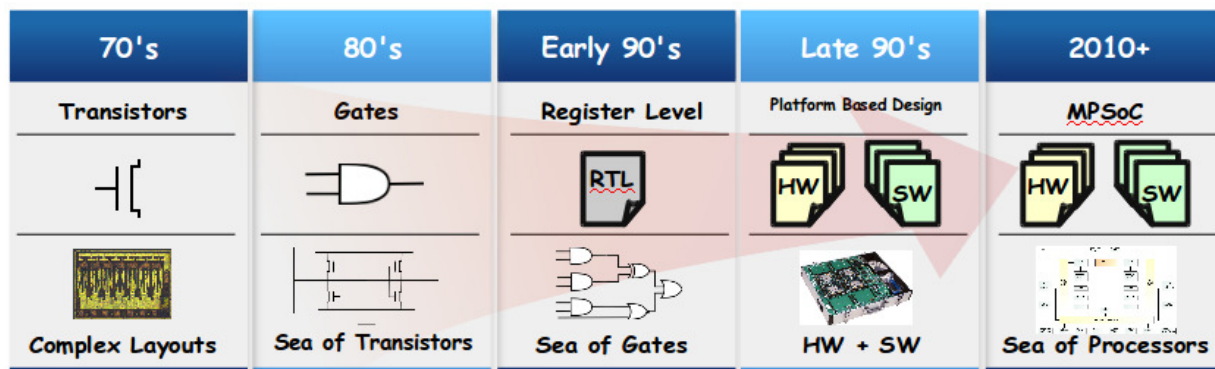 70's
80's
Early 90's
Late 90's
2010+
Transistors
Gates
Register Level
Platform Based Design
MPSoC
RTL
HW
SW
HW
SW
Complex Layouts
Sea of Transistors
Sea of Gates
HW + SW
Sea of Processors